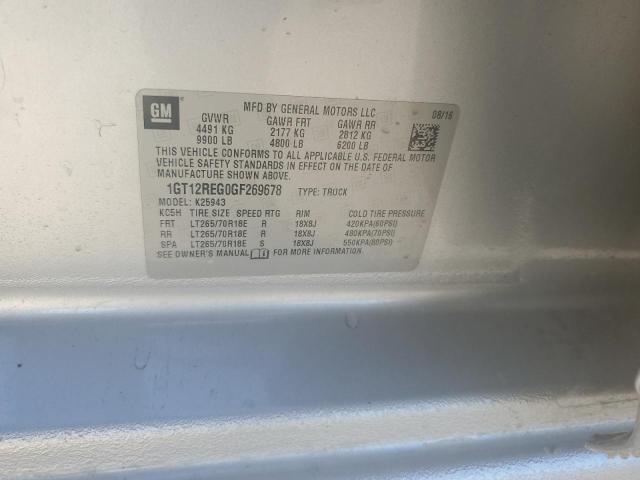 GM
MFD BY GENERAL MOTORS LLC
08/16
GVWR GAWR FRT GAWR RR
4491 KG 2177 KG 2812 KG
9900 LB 4800 LB 6200 LB
THIS VEHICLE CONFORMS TO ALL APPLICABLE U.S. FEDERAL MOTOR
VEHICLE SAFETY STANDARDS IN EFFECT ON THE DATE OF
MANUFACTURE SHOWN ABOVE.
1GT12REG0GF269678 TYPE: TRUCK
MODEL: K25943
KC5H TIRE SIZE SPEED RTG RIM COLD TIRE PRESSURE
FRT LT265/70R18E R 18X8J 420KPA(60PSI)
RR LT265/70R18E R 18X8J 480KPA(70PSI)
SPA LT265/70R18E S 18X8J 550KPA(80PSI)
SEE OWNER'S MANUAL FOR MORE INFORMATION.